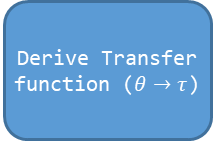 Derive Transfer
function (𝜃 → 𝜏)